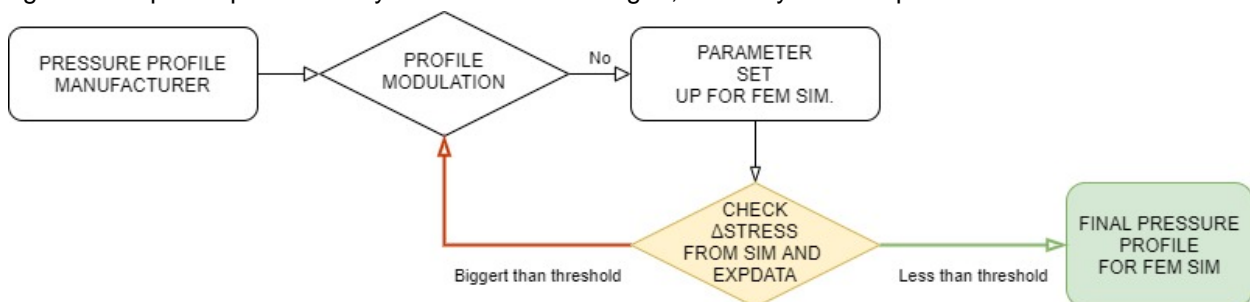 PRESSURE PROFILE
MANUFACTURER
PROFILE
MODULATION
No
PARAMETER
SET
UP FOR FEM SIM.
CHECK
ΔSTRESS
FROM SIM AND
EXPDATA
Biggert than threshold
Less than threshold
FINAL PRESSURE
PROFILE
FOR FEM SIM